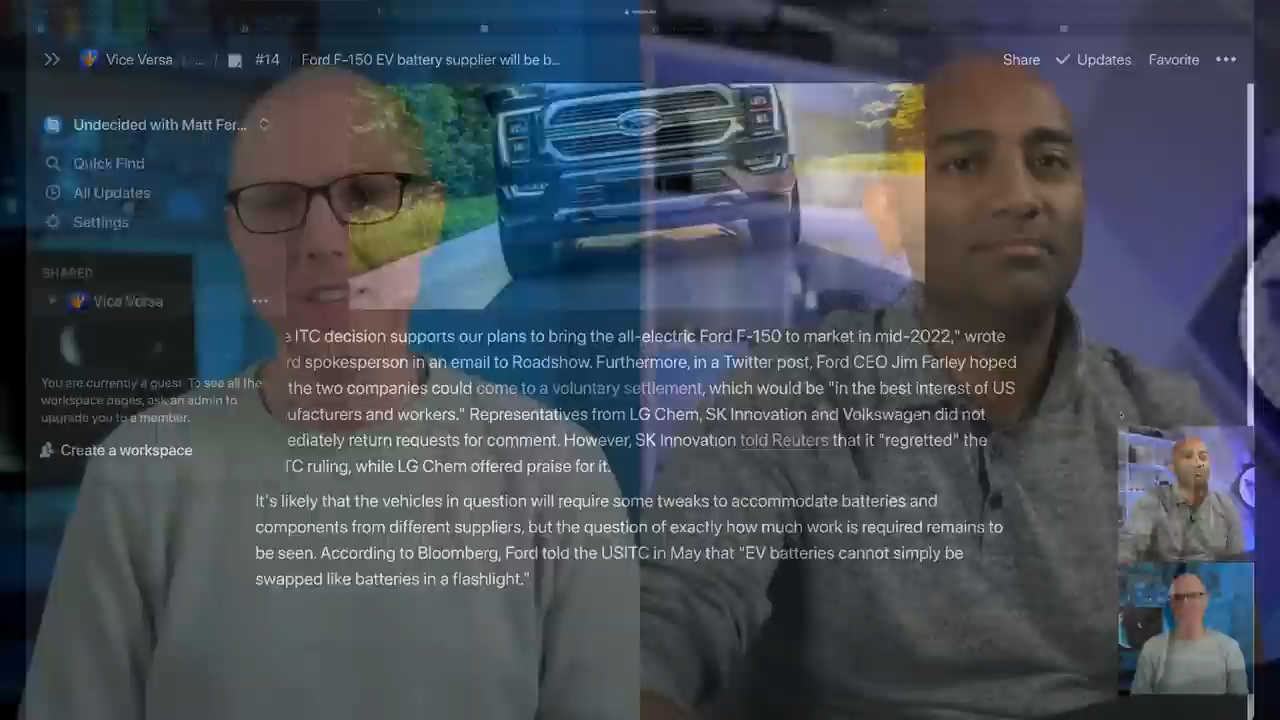 Vice Versa / ... / #14 / Ford F-150 EV battery supplier will be b...
Share Updates Favorite •••
Undecided with Matt Fer...
Quick Find
All Updates
Settings
SHARED
Vice Versa •••
You are currently a guest. To see all the
workspace pages, ask an admin to
upgrade you to a member.
Create a workspace
e ITC decision supports our plans to bring the all-electric Ford F-150 to market in mid-2022," wrote
rd spokesperson in an email to Roadshow. Furthermore, in a Twitter post, Ford CEO Jim Farley hoped
the two companies could come to a voluntary settlement, which would be "in the best interest of US
ufacturers and workers." Representatives from LG Chem, SK Innovation and Volkswagen did not
ediately return requests for comment. However, SK Innovation told Reuters that it "regretted" the
TC ruling, while LG Chem offered praise for it.
It's likely that the vehicles in question will require some tweaks to accommodate batteries and
components from different suppliers, but the question of exactly how much work is required remains to
be seen. According to Bloomberg, Ford told the USITC in May that "EV batteries cannot simply be
swapped like batteries in a flashlight."